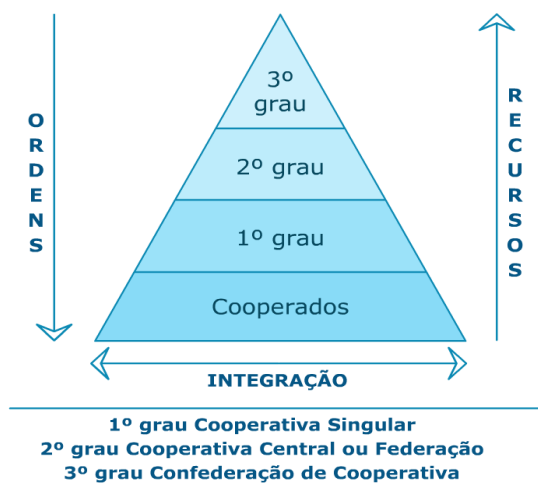 3º
grau
2º grau
1º grau
Cooperados
ORDENS
RECURSOS
INTEGRAÇÃO
1º grau Cooperativa Singular
2º grau Cooperativa Central ou Federação
3º grau Confederação de Cooperativa